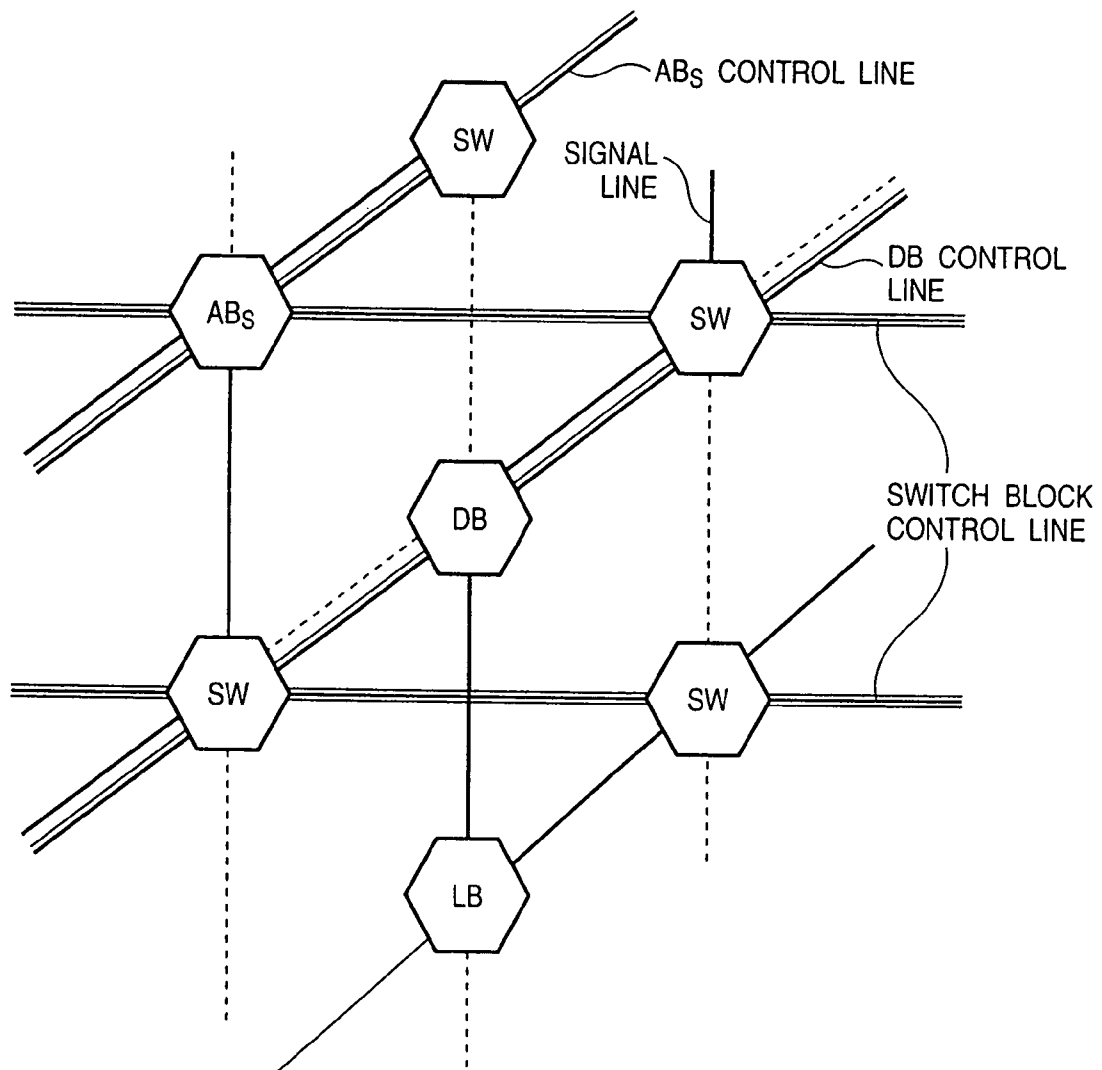 ABS CONTROL LINE
SW
SIGNAL
LINE
DB CONTROL
LINE
ABS
SW
SWITCH BLOCK
CONTROL LINE
DB
SW
SW
LB